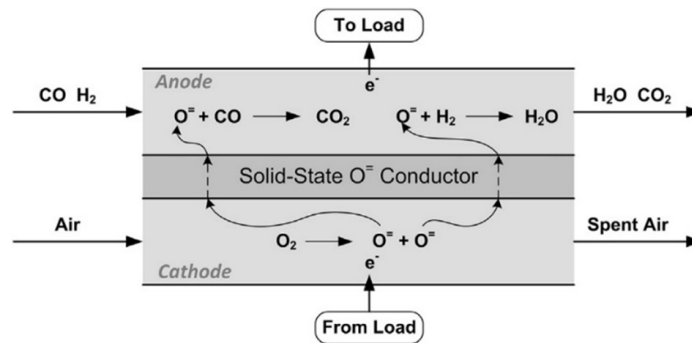 To Load
Anode
e⁻
CO H₂
H₂O CO₂
O⁼ + CO ⟶ CO₂
O⁼ + H₂ ⟶ H₂O
Solid-State O⁼ Conductor
Air
Spent Air
O₂ ⟶ O⁼ + O⁼
e⁻
Cathode
From Load